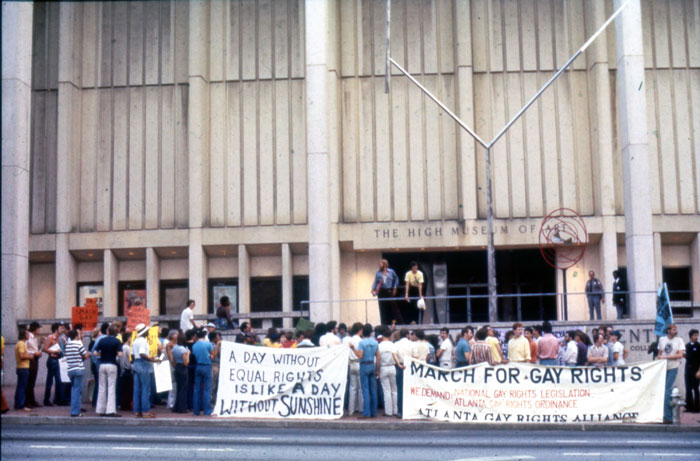 THE HIGH MUSEUM OF ART
A DAY WITHOUT
EQUAL RIGHTS
IS LIKE A DAY
WITHOUT SUNSHINE
MARCH FOR GAY RIGHTS
WE DEMAND: NATIONAL GAY RIGHTS LEGISLATION
ATLANTA GAY RIGHTS ORDINANCE
ATLANTA GAY RIGHTS ALLIANCE